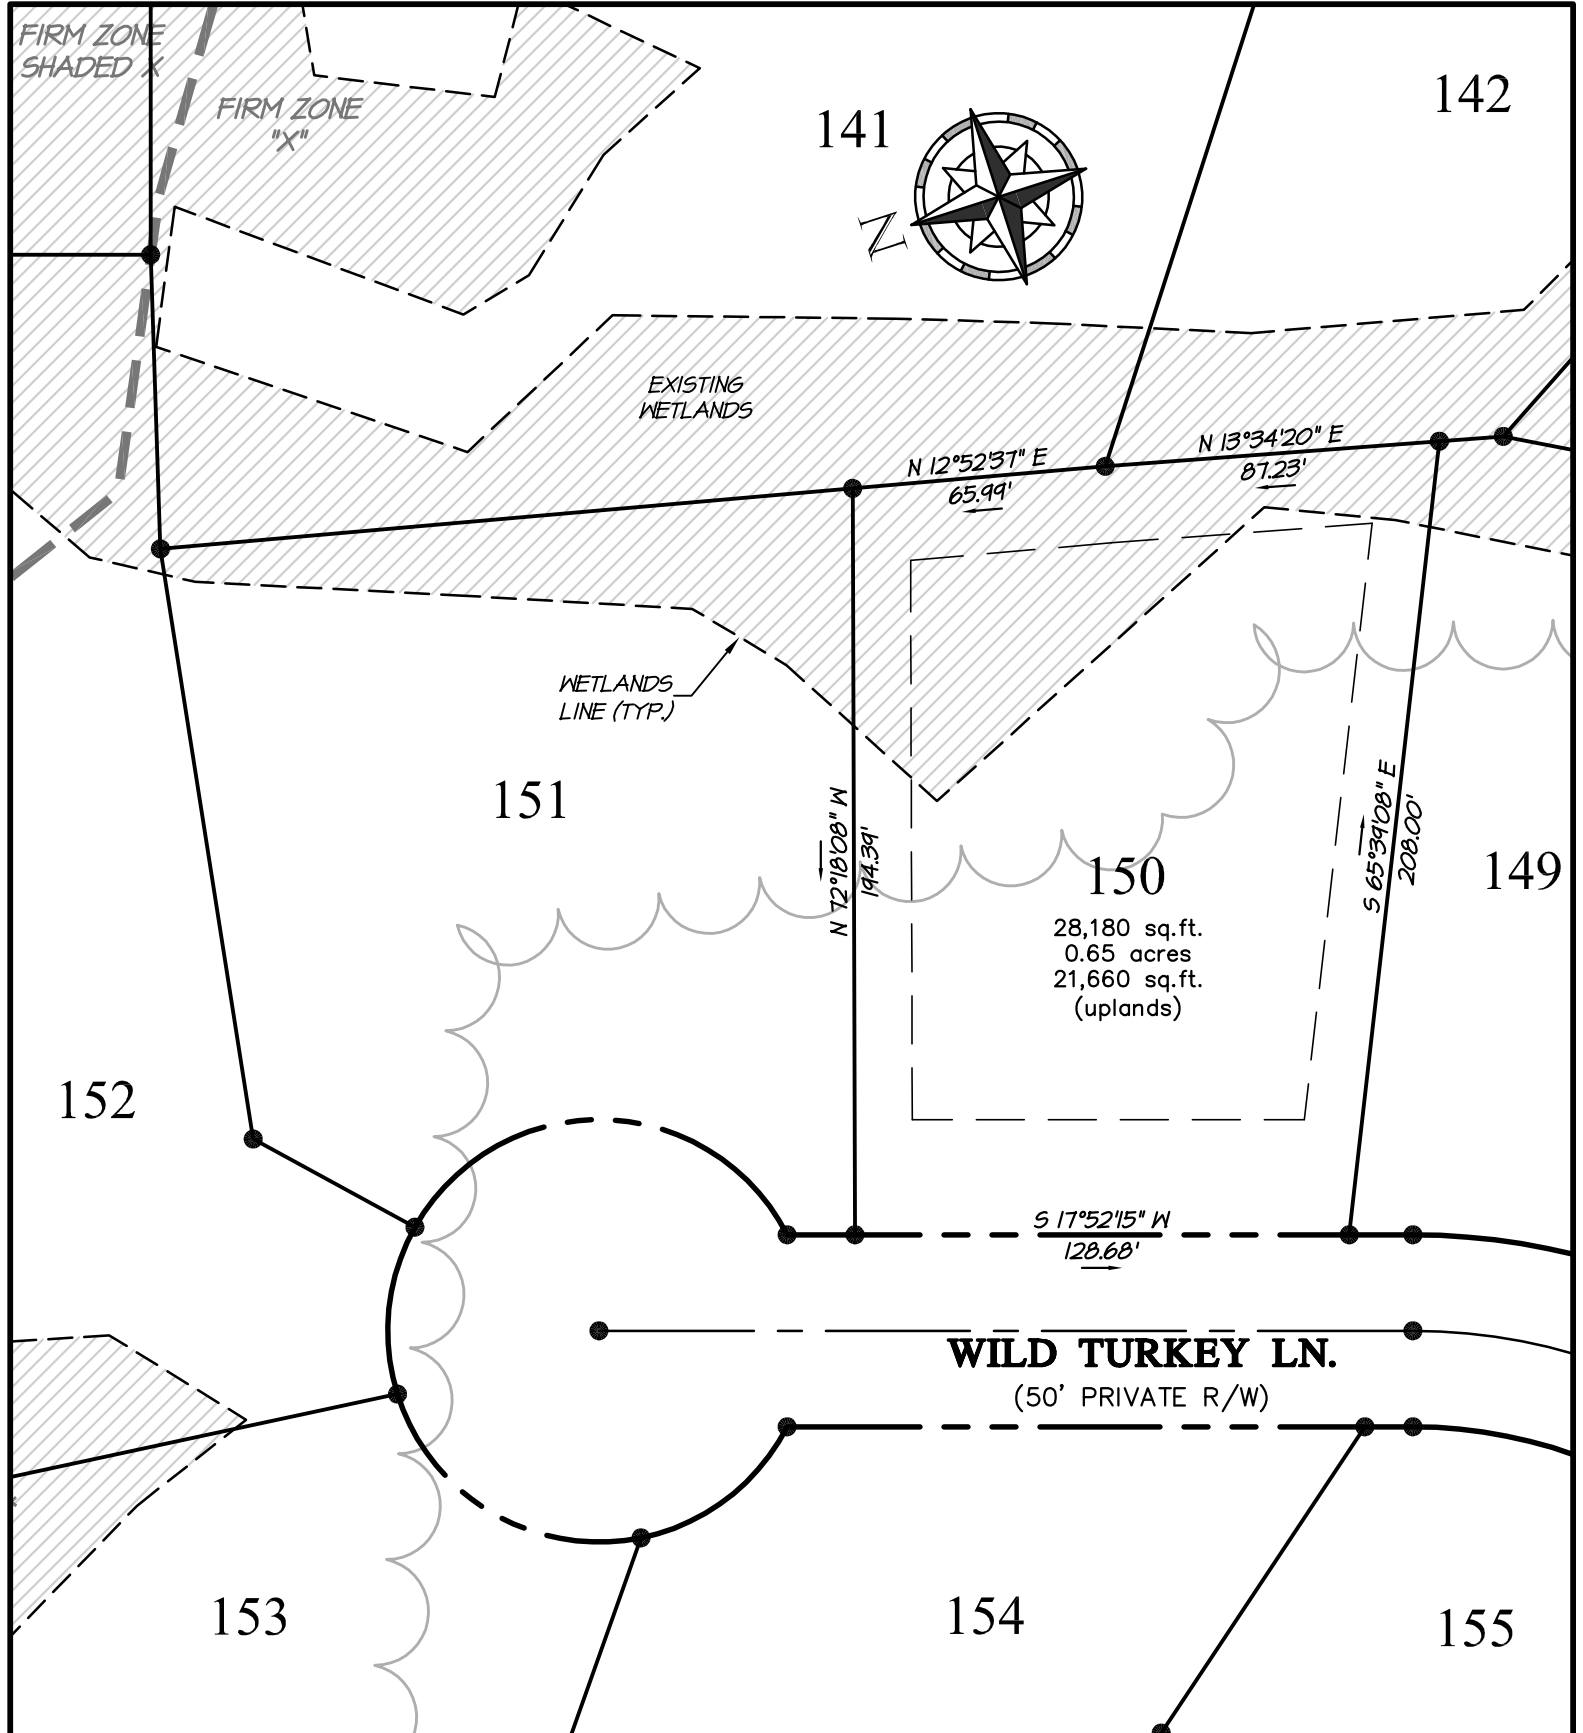 FIRM ZONE
SHADED X
FIRM ZONE
"X"
141
142
N
EXISTING
WETLANDS
N 12°52'37" E
65.99'
N 13°34'20" E
87.23'
WETLANDS
LINE (TYP.)
151
N 72°18'08" W
194.39'
150
28,180 sq.ft.
0.65 acres
21,660 sq.ft.
(uplands)
S 65°39'08" E
208.00'
149
152
S 17°52'15" W
128.68'
WILD TURKEY LN.
(50' PRIVATE R/W)
153
154
155